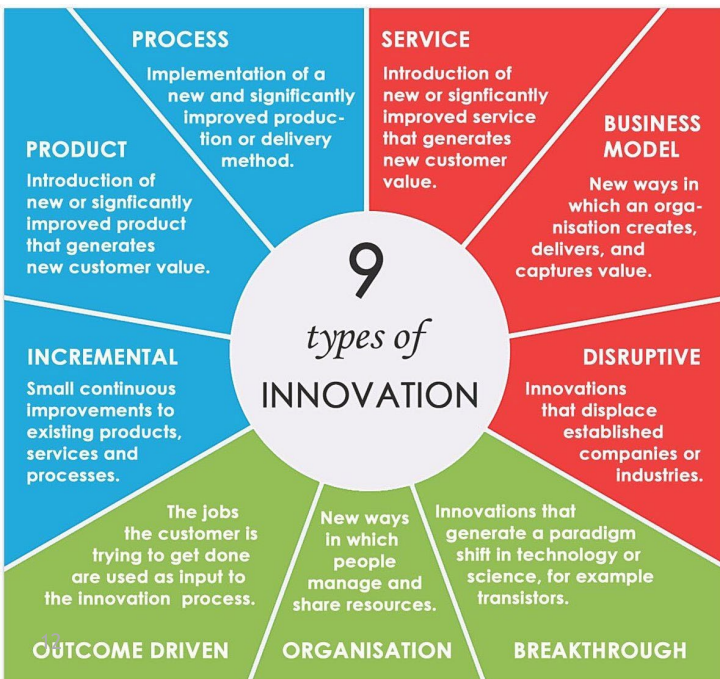 PROCESS
Implementation of a
new and significantly
improved produc-
tion or delivery
method.
SERVICE
Introduction of
new or signficantly
improved service
that generates
new customer
value.
BUSINESS
MODEL
New ways in
which an orga-
nisation creates,
delivers, and
captures value.
PRODUCT
Introduction of
new or signficantly
improved product
that generates
new customer value.
9
types of
INNOVATION
INCREMENTAL
Small continuous
improvements to
existing products,
services and
processes.
DISRUPTIVE
Innovations
that displace
established
companies or
industries.
The jobs
the customer is
trying to get done
are used as input to
the innovation process.
OUTCOME DRIVEN
New ways
in which
people
manage and
share resources.
ORGANISATION
Innovations that
generate a paradigm
shift in technology or
science, for example
transistors.
BREAKTHROUGH